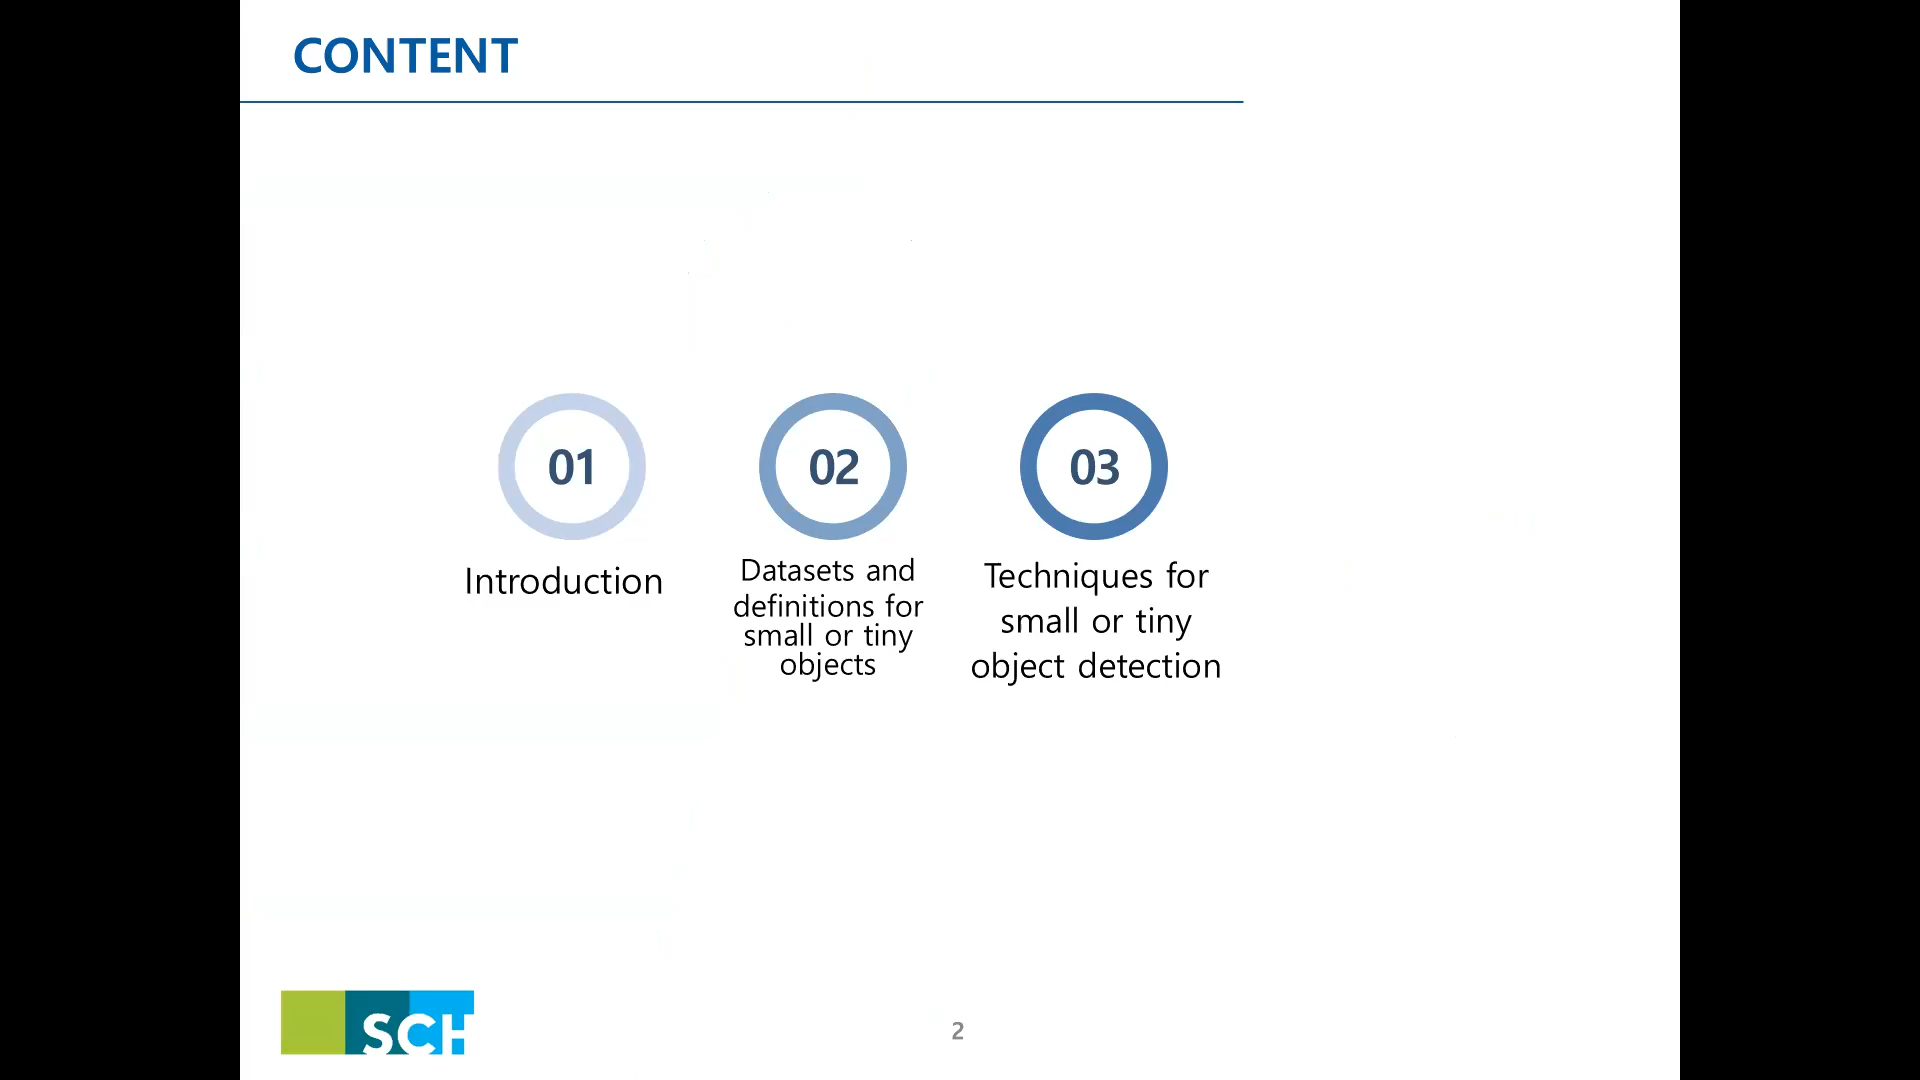 CONTENT
01
Introduction
02
Datasets and
definitions for
small or tiny
objects
03
Techniques for
small or tiny
object detection
SCH
2